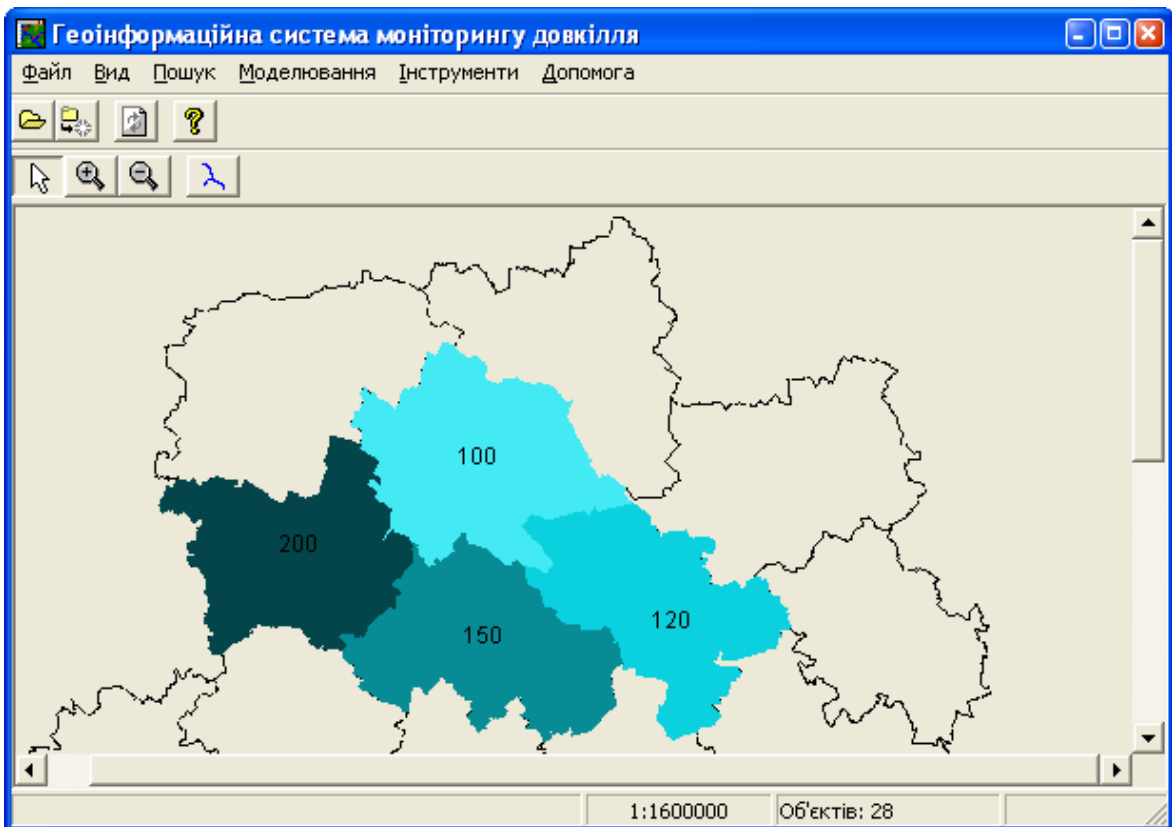 Геоінформаційна система моніторингу довкілля
Файл Вид Пошук Моделювання Інструменти Допомога
100
200
120
150
1:1600000 Об'єктів: 28